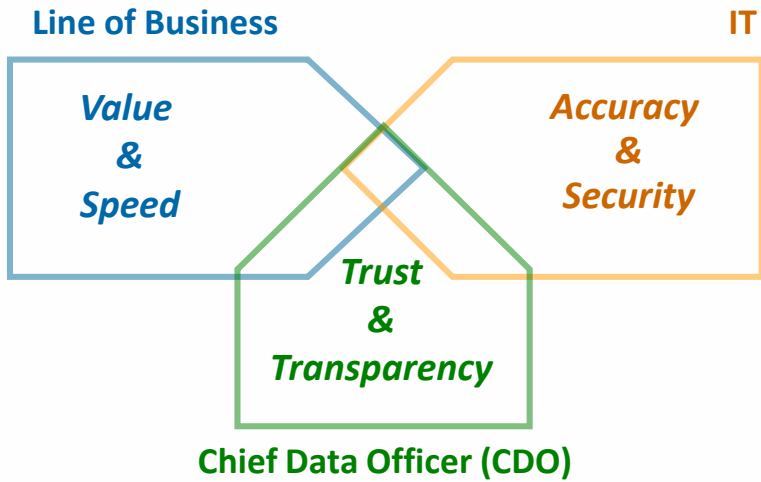 Line of Business
IT
Value
&
Speed
Accuracy
&
Security
Trust
&
Transparency
Chief Data Officer (CDO)